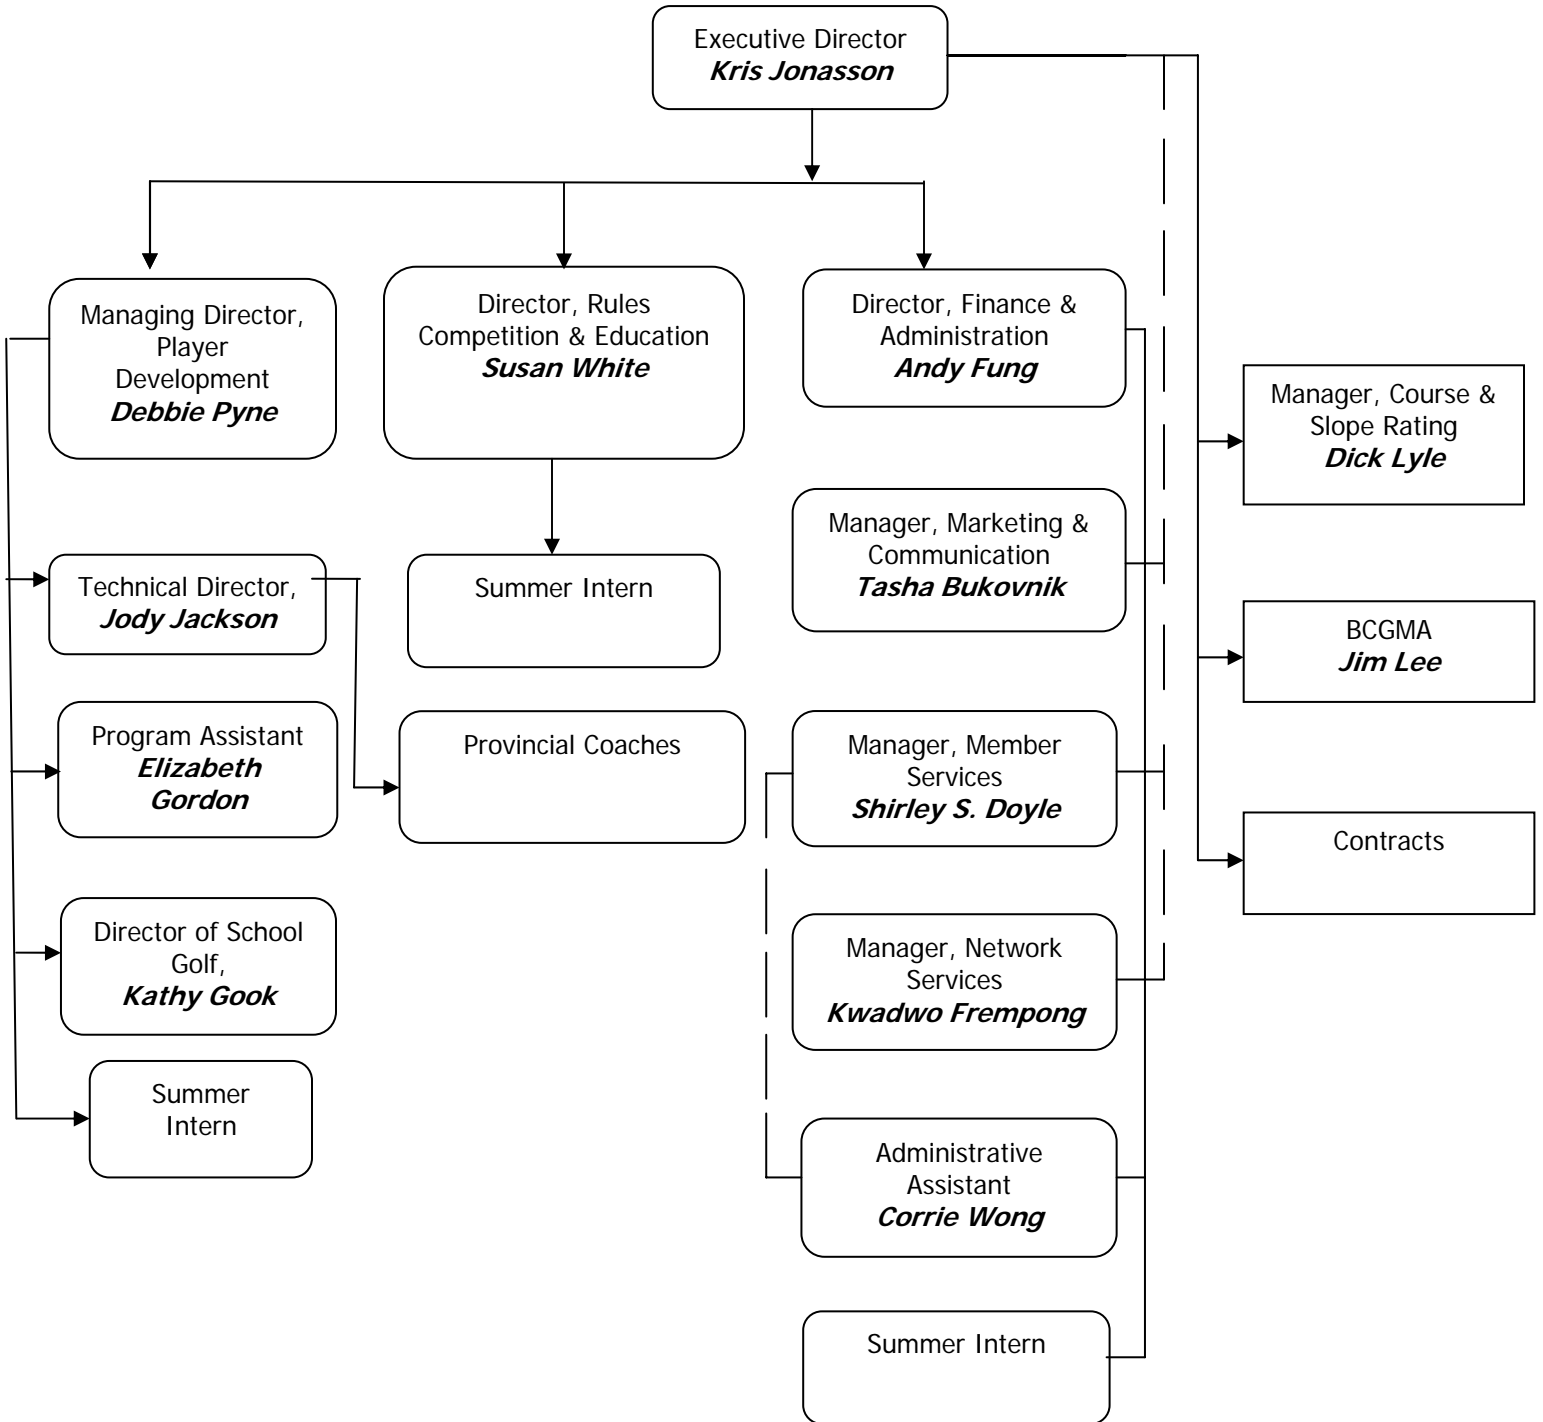 Executive Director
Kris Jonasson
Managing Director,
Player
Development
Debbie Pyne
Director, Rules
Competition & Education
Susan White
Director, Finance &
Administration
Andy Fung
Manager, Course &
Slope Rating
Dick Lyle
Manager, Marketing &
Communication
Tasha Bukovnik
Technical Director,
Jody Jackson
Summer Intern
BCGMA
Jim Lee
Program Assistant
Elizabeth
Gordon
Provincial Coaches
Manager, Member
Services
Shirley S. Doyle
Contracts
Director of School
Golf,
Kathy Gook
Manager, Network
Services
Kwadwo Frempong
Summer
Intern
Administrative
Assistant
Corrie Wong
Summer Intern